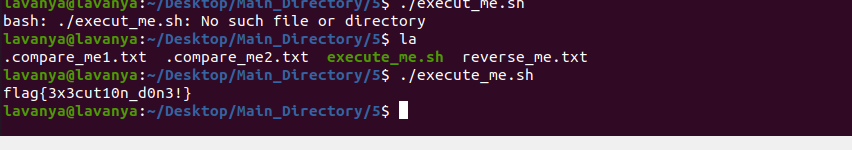 lavanya@lavanya:~/Desktop/Main_Directory/5$ ./execut_me.sh
bash: ./execut_me.sh: No such file or directory
lavanya@lavanya:~/Desktop/Main_Directory/5$ la
.compare_me1.txt  .compare_me2.txt  execute_me.sh  reverse_me.txt
lavanya@lavanya:~/Desktop/Main_Directory/5$ ./execute_me.sh
flag{3x3cut10n_d0n3!}
lavanya@lavanya:~/Desktop/Main_Directory/5$